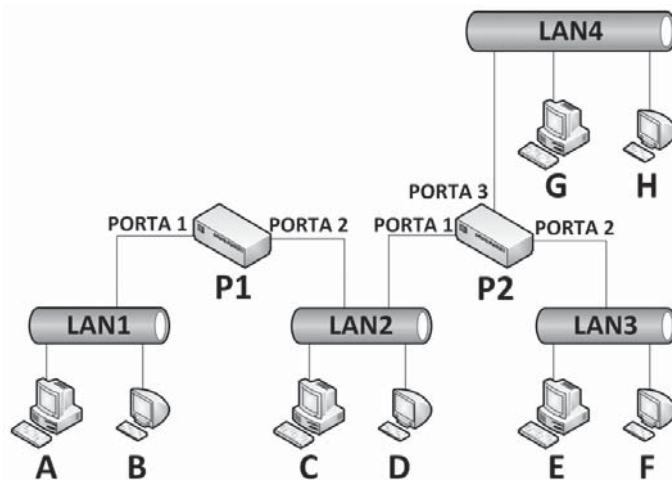 LAN4
G H
PORTA 3
PORTA 1 PORTA 2 PORTA 1 PORTA 2
P1 P2
LAN1 LAN2 LAN3
A B C D E F